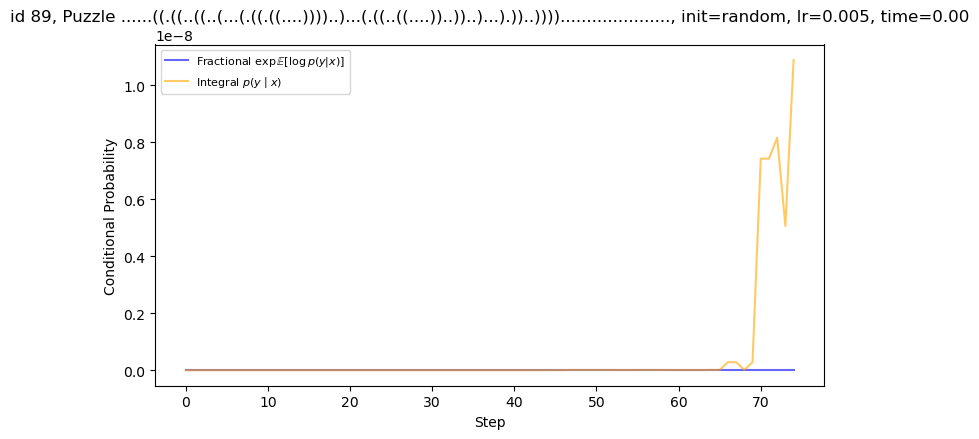 id 89, Puzzle ......((.((..((..(...(.((.((....))))..)...(.((..((....))..))..)...).))..))))....................., init=random, lr=0.005, time=0.00
1e−8
Fractional exp𝔼[log p(y|x)]
Integral p(y | x)
1.0
0.8
0.6
0.4
0.2
0.0
Conditional Probability
0 10 20 30 40 50 60 70
Step